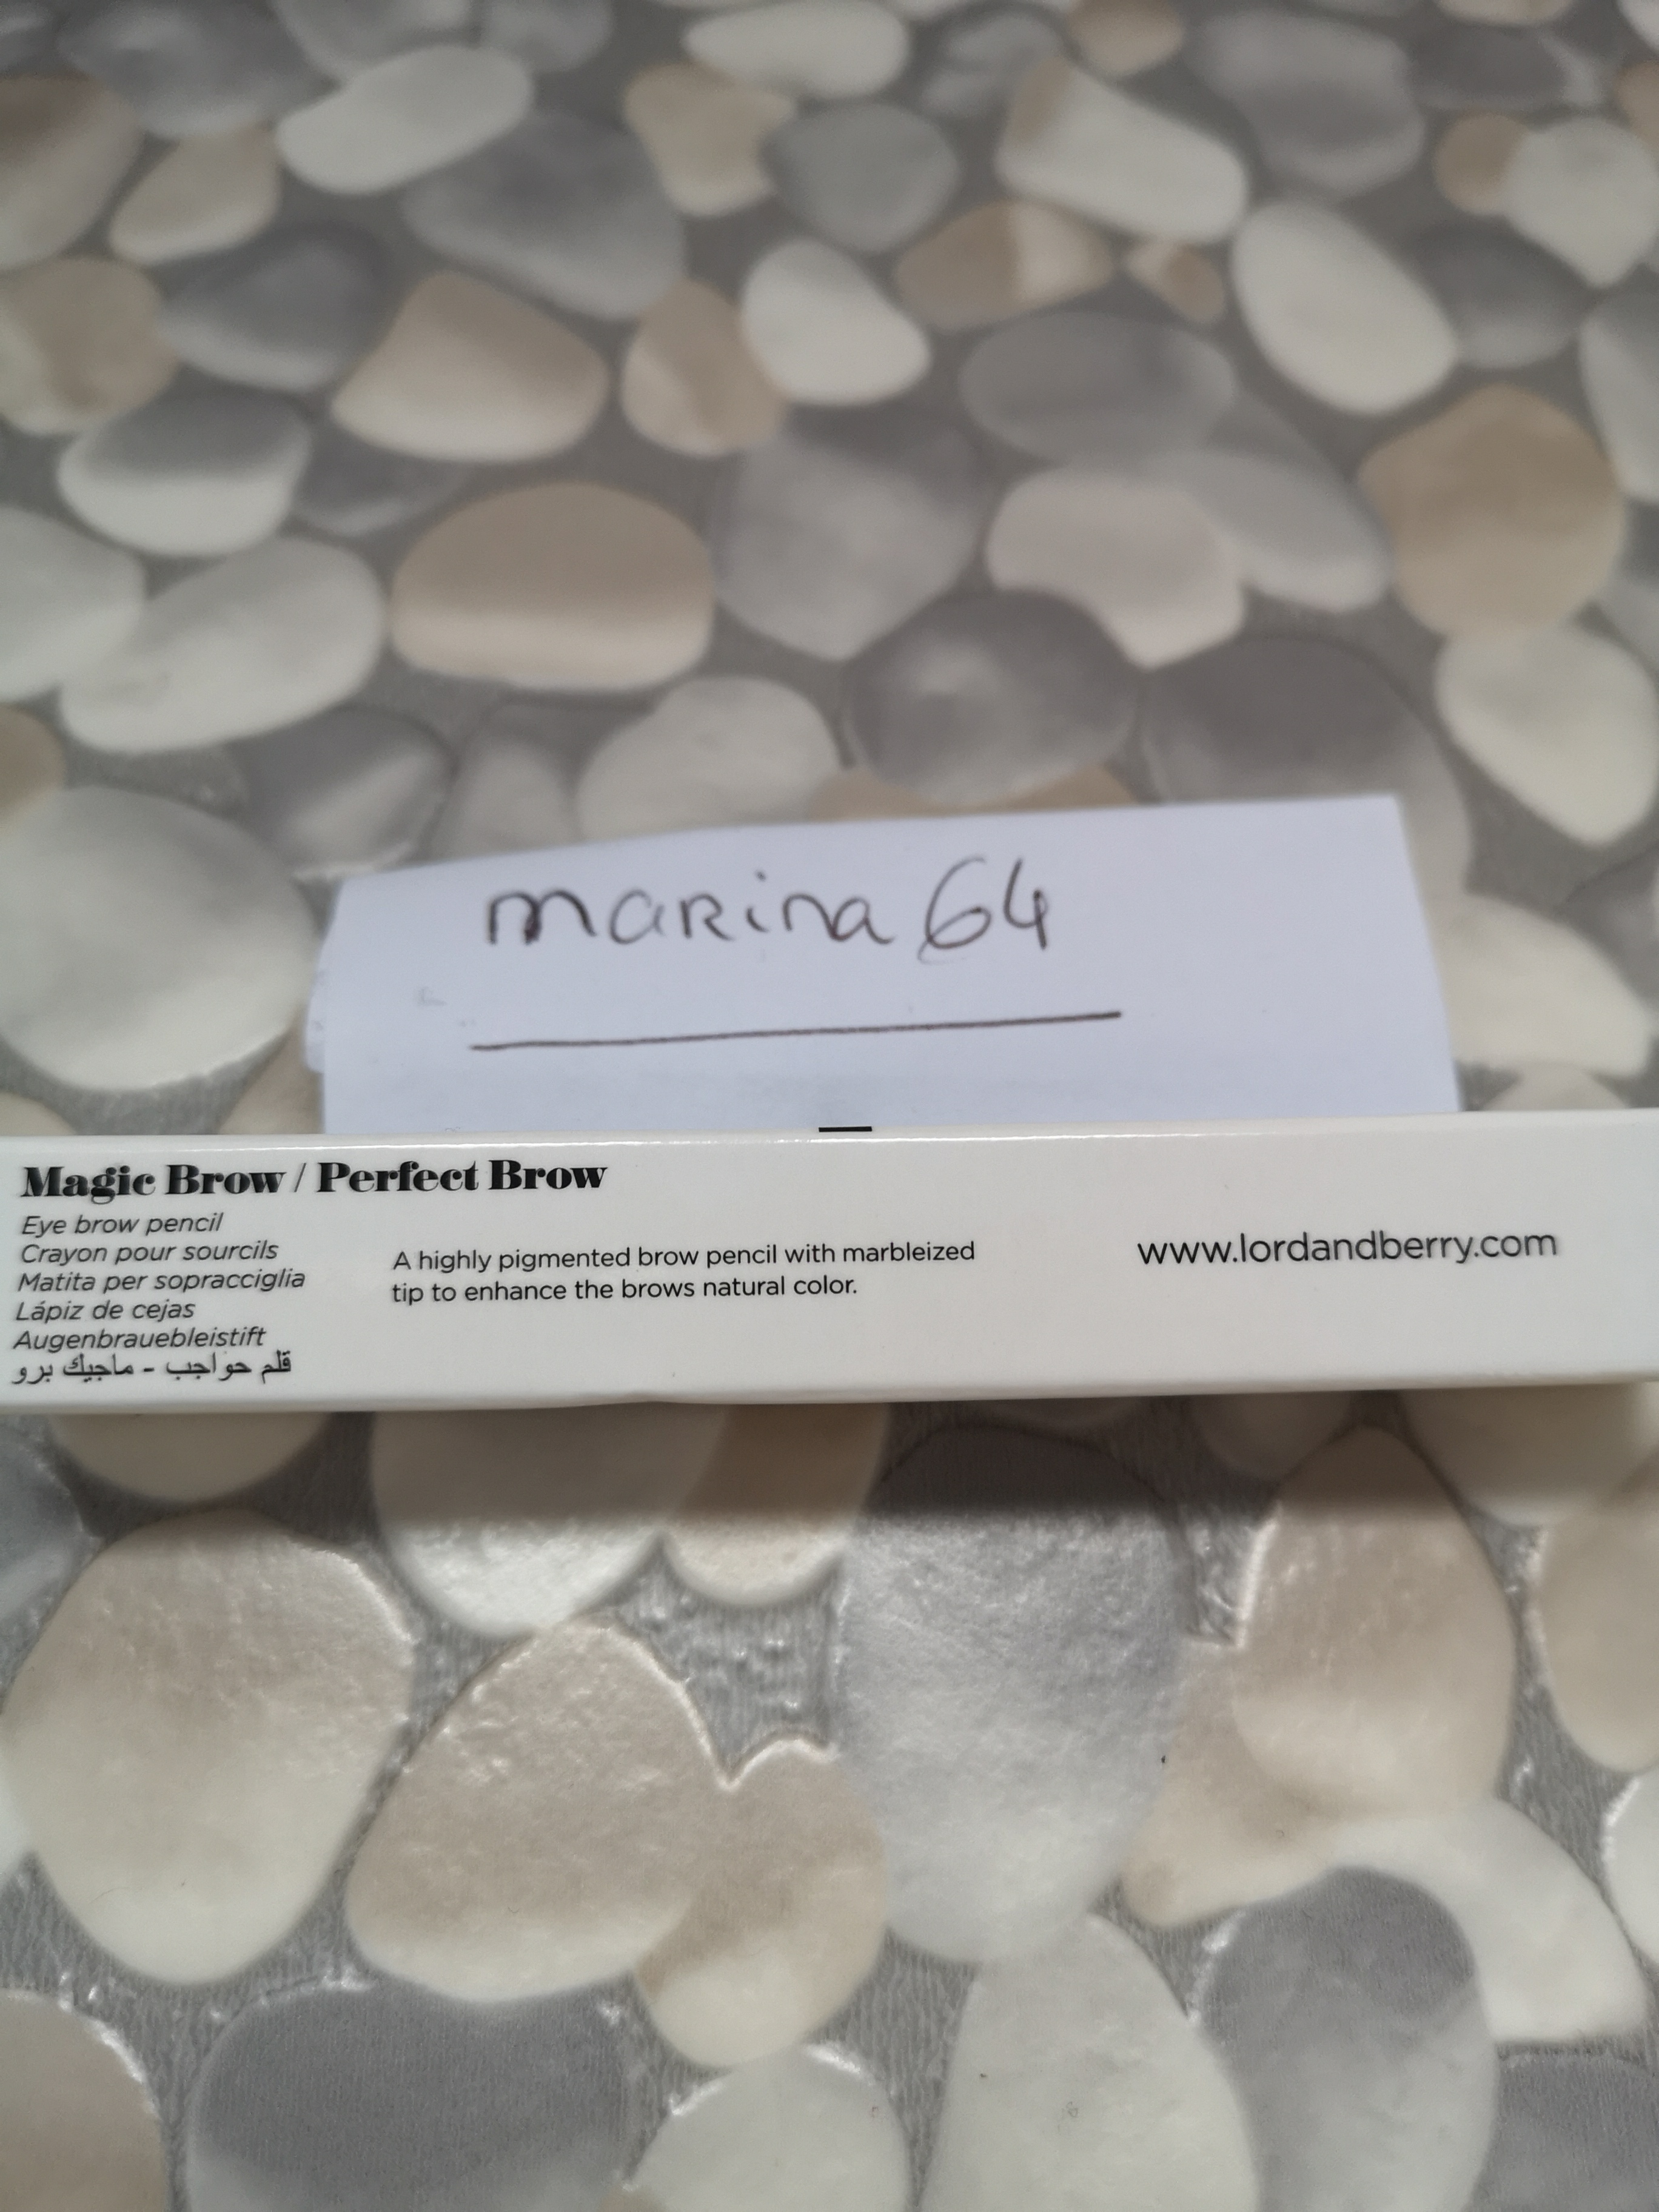 marina 64
Magic Brow / Perfect Brow
Eye brow pencil
Crayon pour sourcils
Matita per sopracciglia
Lápiz de cejas
Augenbrauebleistift
قلم حواجب - ماجيك برو
A highly pigmented brow pencil with marbleized
tip to enhance the brows natural color.
www.lordandberry.com